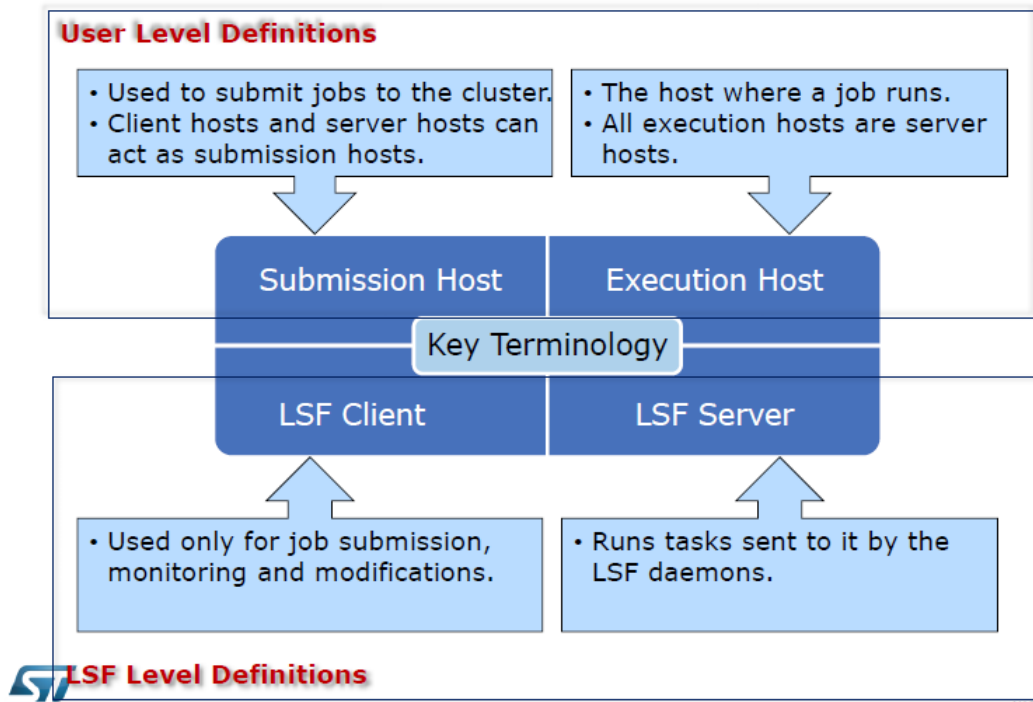 User Level Definitions
• Used to submit jobs to the cluster.
• Client hosts and server hosts can
act as submission hosts.
• The host where a job runs.
• All execution hosts are server
hosts.
Submission Host
Execution Host
Key Terminology
LSF Client
LSF Server
• Used only for job submission,
monitoring and modifications.
• Runs tasks sent to it by the
LSF daemons.
ST
LSF Level Definitions